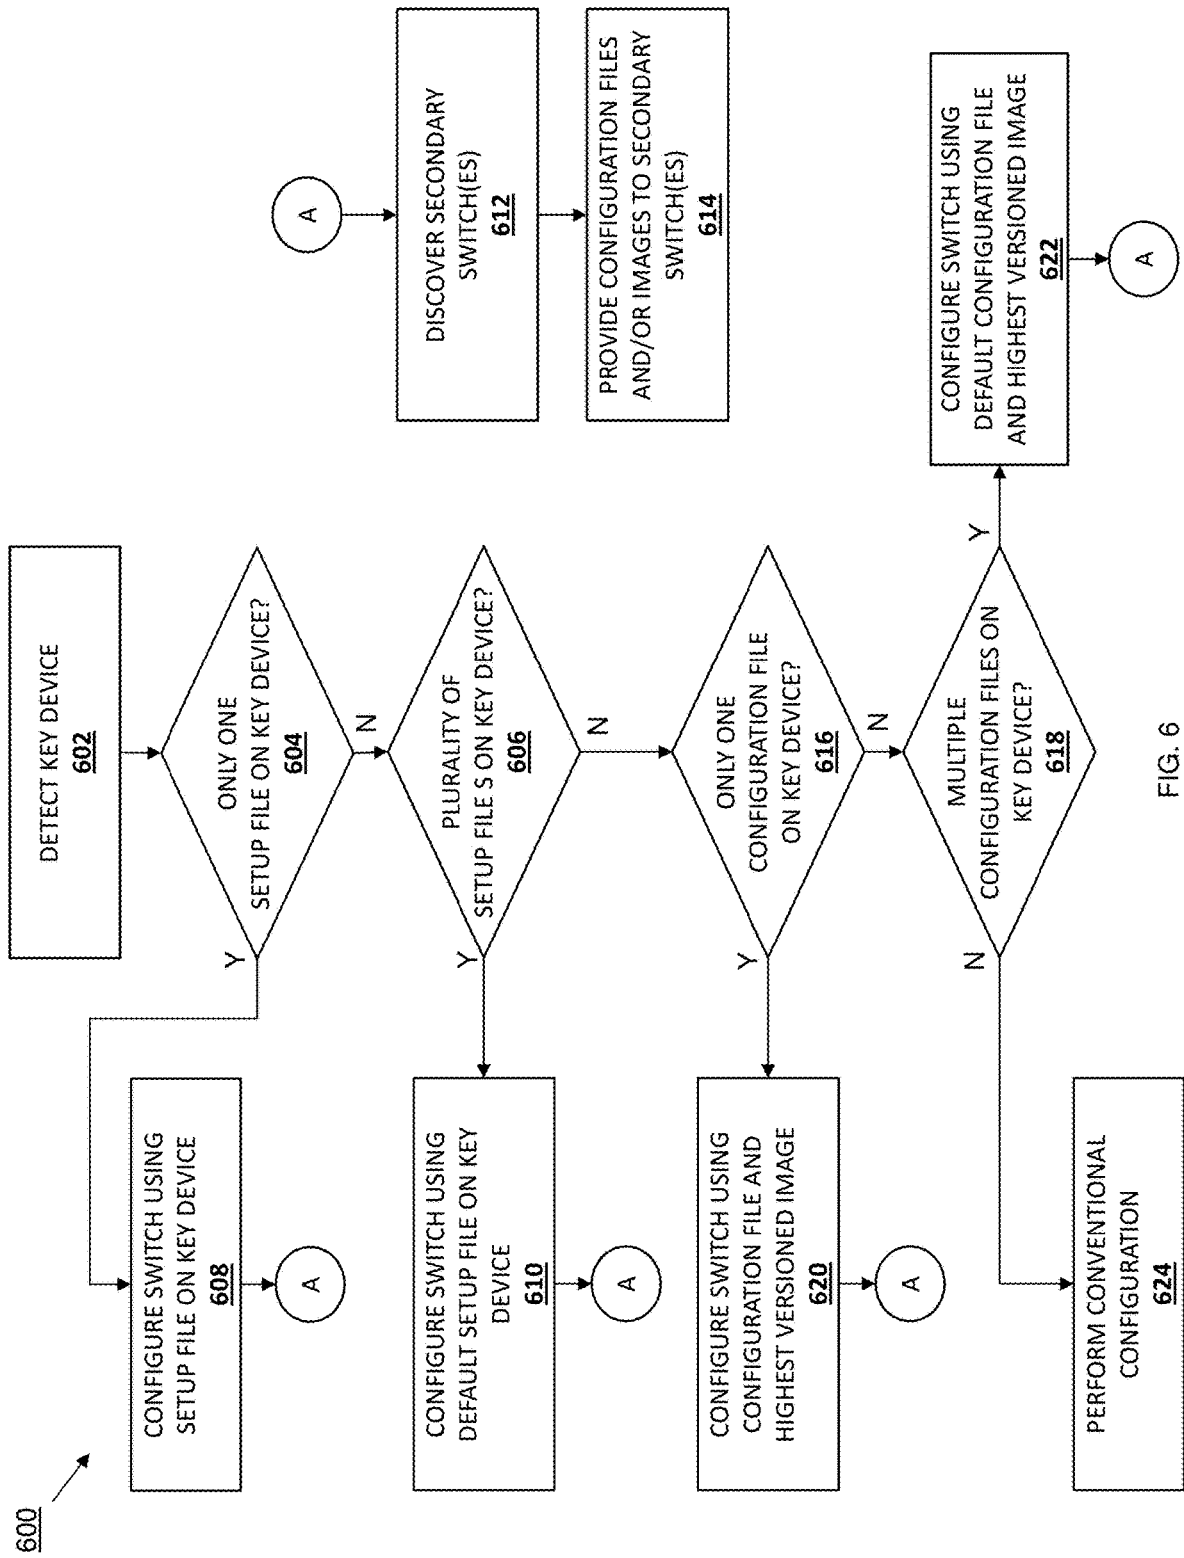 600
DETECT KEY DEVICE
602
ONLY ONE
SETUP FILE ON KEY DEVICE?
604
Y
N
CONFIGURE SWITCH USING
SETUP FILE ON KEY DEVICE
608
A
PLURALITY OF
SETUP FILE S ON KEY DEVICE?
606
Y
N
CONFIGURE SWITCH USING
DEFAULT SETUP FILE ON KEY
DEVICE
610
A
ONLY ONE
CONFIGURATION FILE
ON KEY DEVICE?
616
Y
N
CONFIGURE SWITCH USING
CONFIGURATION FILE AND
HIGHEST VERSIONED IMAGE
620
A
MULTIPLE
CONFIGURATION FILES ON
KEY DEVICE?
618
N
Y
PERFORM CONVENTIONAL
CONFIGURATION
624
CONFIGURE SWITCH USING
DEFAULT CONFIGURATION FILE
AND HIGHEST VERSIONED IMAGE
622
A
A
DISCOVER SECONDARY
SWITCH(ES)
612
PROVIDE CONFIGURATION FILES
AND/OR IMAGES TO SECONDARY
SWITCH(ES)
614
FIG. 6